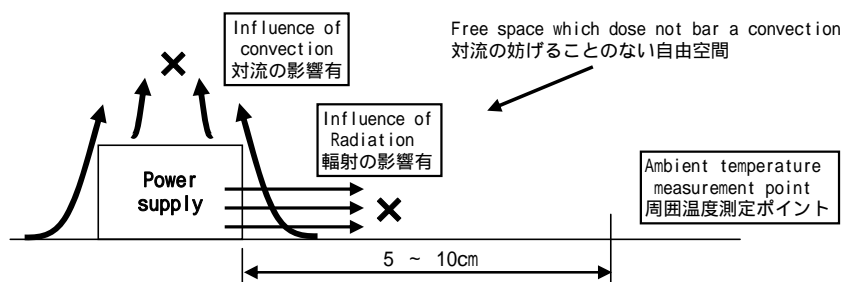 Influence of
convection
対流の影響有
Free space which dose not bar a convection
対流の妨げることのない自由空間
Influence of
Radiation
輻射の影響有
Power
supply
Ambient temperature
measurement point
周囲温度測定ポイント
5 ~ 10cm